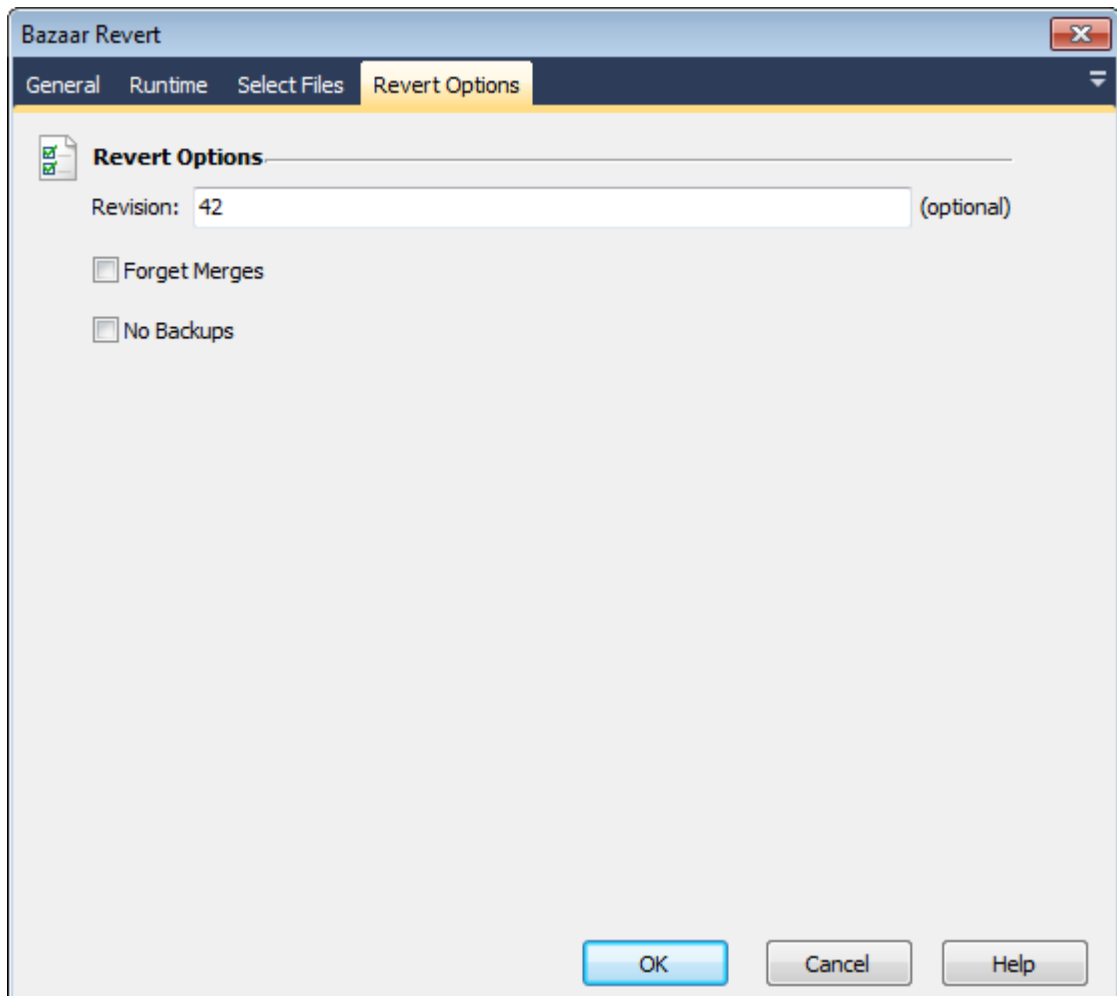 Bazaar Revert
General Runtime Select Files Revert Options
Revert Options
Revision: 42 (optional)
Forget Merges
No Backups
OK Cancel Help